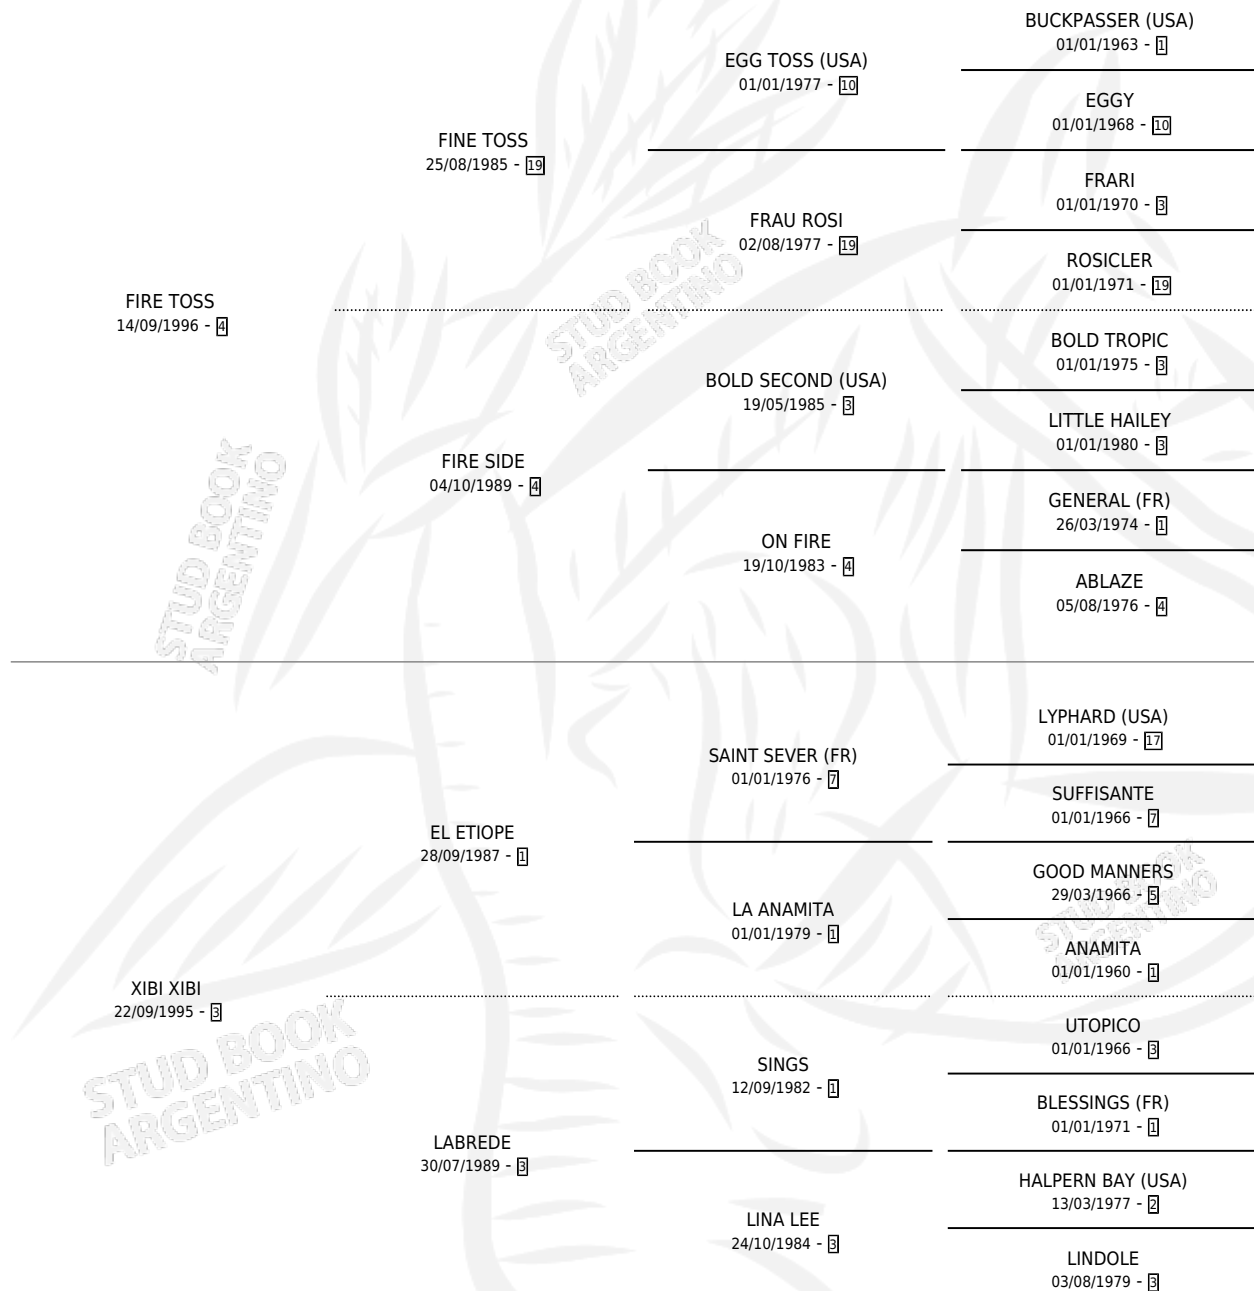 BUCKPASSER (USA)
01/01/1963 - 1
EGG TOSS (USA)
01/01/1977 - 10
EGGY
01/01/1968 - 10
FINE TOSS
25/08/1985 - 19
FRARI
01/01/1970 - 3
FRAU ROSI
02/08/1977 - 19
ROSICLER
01/01/1971 - 19
FIRE TOSS
14/09/1996 - 4
BOLD TROPIC
01/01/1975 - 3
BOLD SECOND (USA)
19/05/1985 - 3
LITTLE HAILEY
01/01/1980 - 3
FIRE SIDE
04/10/1989 - 4
GENERAL (FR)
26/03/1974 - 1
ON FIRE
19/10/1983 - 4
ABLAZE
05/08/1976 - 4
LYPHARD (USA)
01/01/1969 - 17
SAINT SEVER (FR)
01/01/1976 - 7
SUFFISANTE
01/01/1966 - 7
EL ETIOPE
28/09/1987 - 1
GOOD MANNERS
29/03/1966 - 5
LA ANAMITA
01/01/1979 - 1
ANAMITA
01/01/1960 - 1
XIBI XIBI
22/09/1995 - 3
UTOPICO
01/01/1966 - 3
SINGS
12/09/1982 - 1
BLESSINGS (FR)
01/01/1971 - 1
LABREDE
30/07/1989 - 3
HALPERN BAY (USA)
13/03/1977 - 2
LINA LEE
24/10/1984 - 3
LINDOLE
03/08/1979 - 3
STUD BOOK
ARGENTINO
STUD BOOK
ARGENTINO
STUD BOOK
ARGENTINO
STUD BOOK
ARGENTINO